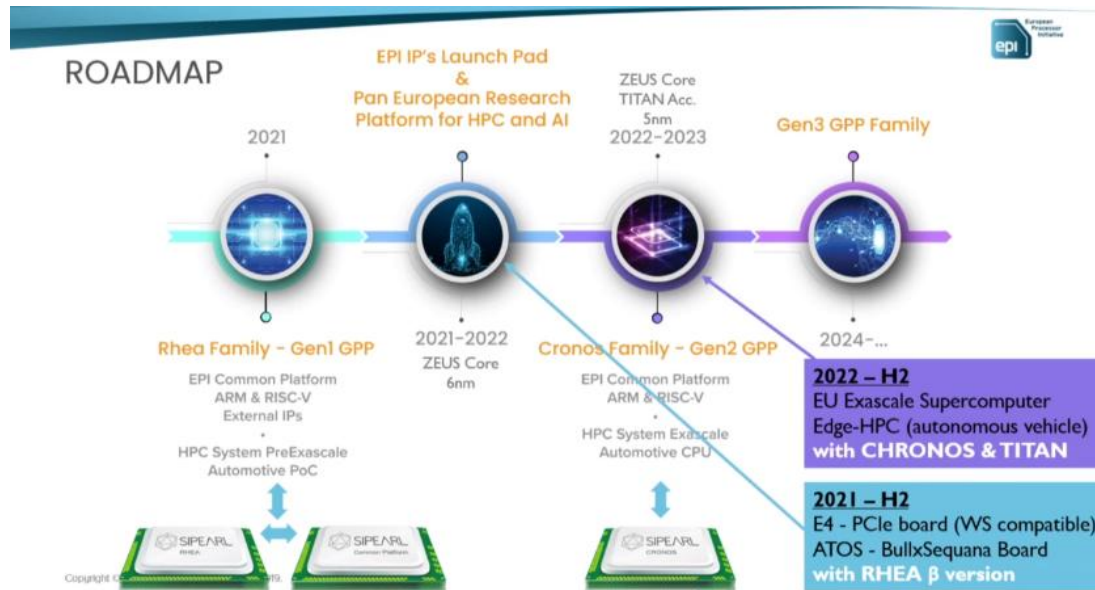 European
Processor
Initiative
epi
ROADMAP
2021
EPI IP's Launch Pad
&
Pan European Research
Platform for HPC and AI
ZEUS Core
TITAN Acc.
5nm
2022-2023
Gen3 GPP Family
Rhea Family - Gen1 GPP
EPI Common Platform
ARM & RISC-V
External IPs
•
HPC System PreExascale
Automotive PoC
2021-2022
ZEUS Core
6nm
Cronos Family - Gen2 GPP
EPI Common Platform
ARM & RISC-V
•
HPC System Exascale
Automotive CPU
2024-...
2022 – H2
EU Exascale Supercomputer
Edge-HPC (autonomous vehicle)
with CHRONOS & TITAN
2021 – H2
E4 - PCIe board (WS compatible)
ATOS - BullxSequana Board
with RHEA β version
SIPEARL
RHEA
SIPEARL
Common Platform
SIPEARL
CRONOS
Copyright